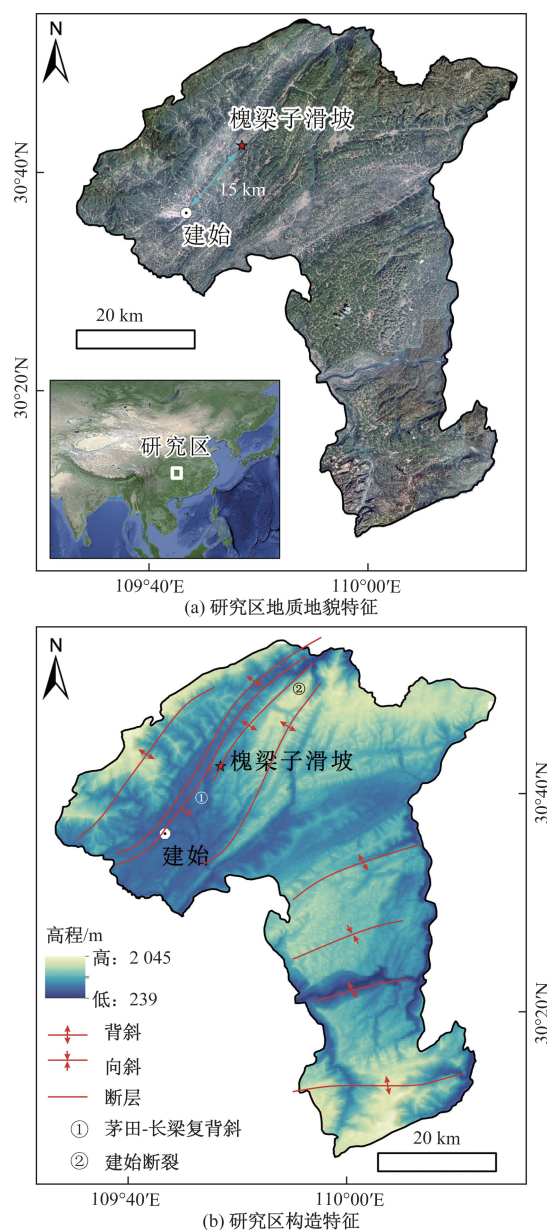 N
槐梁子滑坡
30°40′N
15 km
建始
20 km
30°20′N
研究区
109°40′E
110°00′E
(a) 研究区地质地貌特征
N
②
槐梁子滑坡
①
30°40′N
建始
高程/m
高：2 045
低：239
背斜
向斜
断层
① 茅田-长梁复背斜
② 建始断裂
30°20′N
20 km
109°40′E
110°00′E
(b) 研究区构造特征